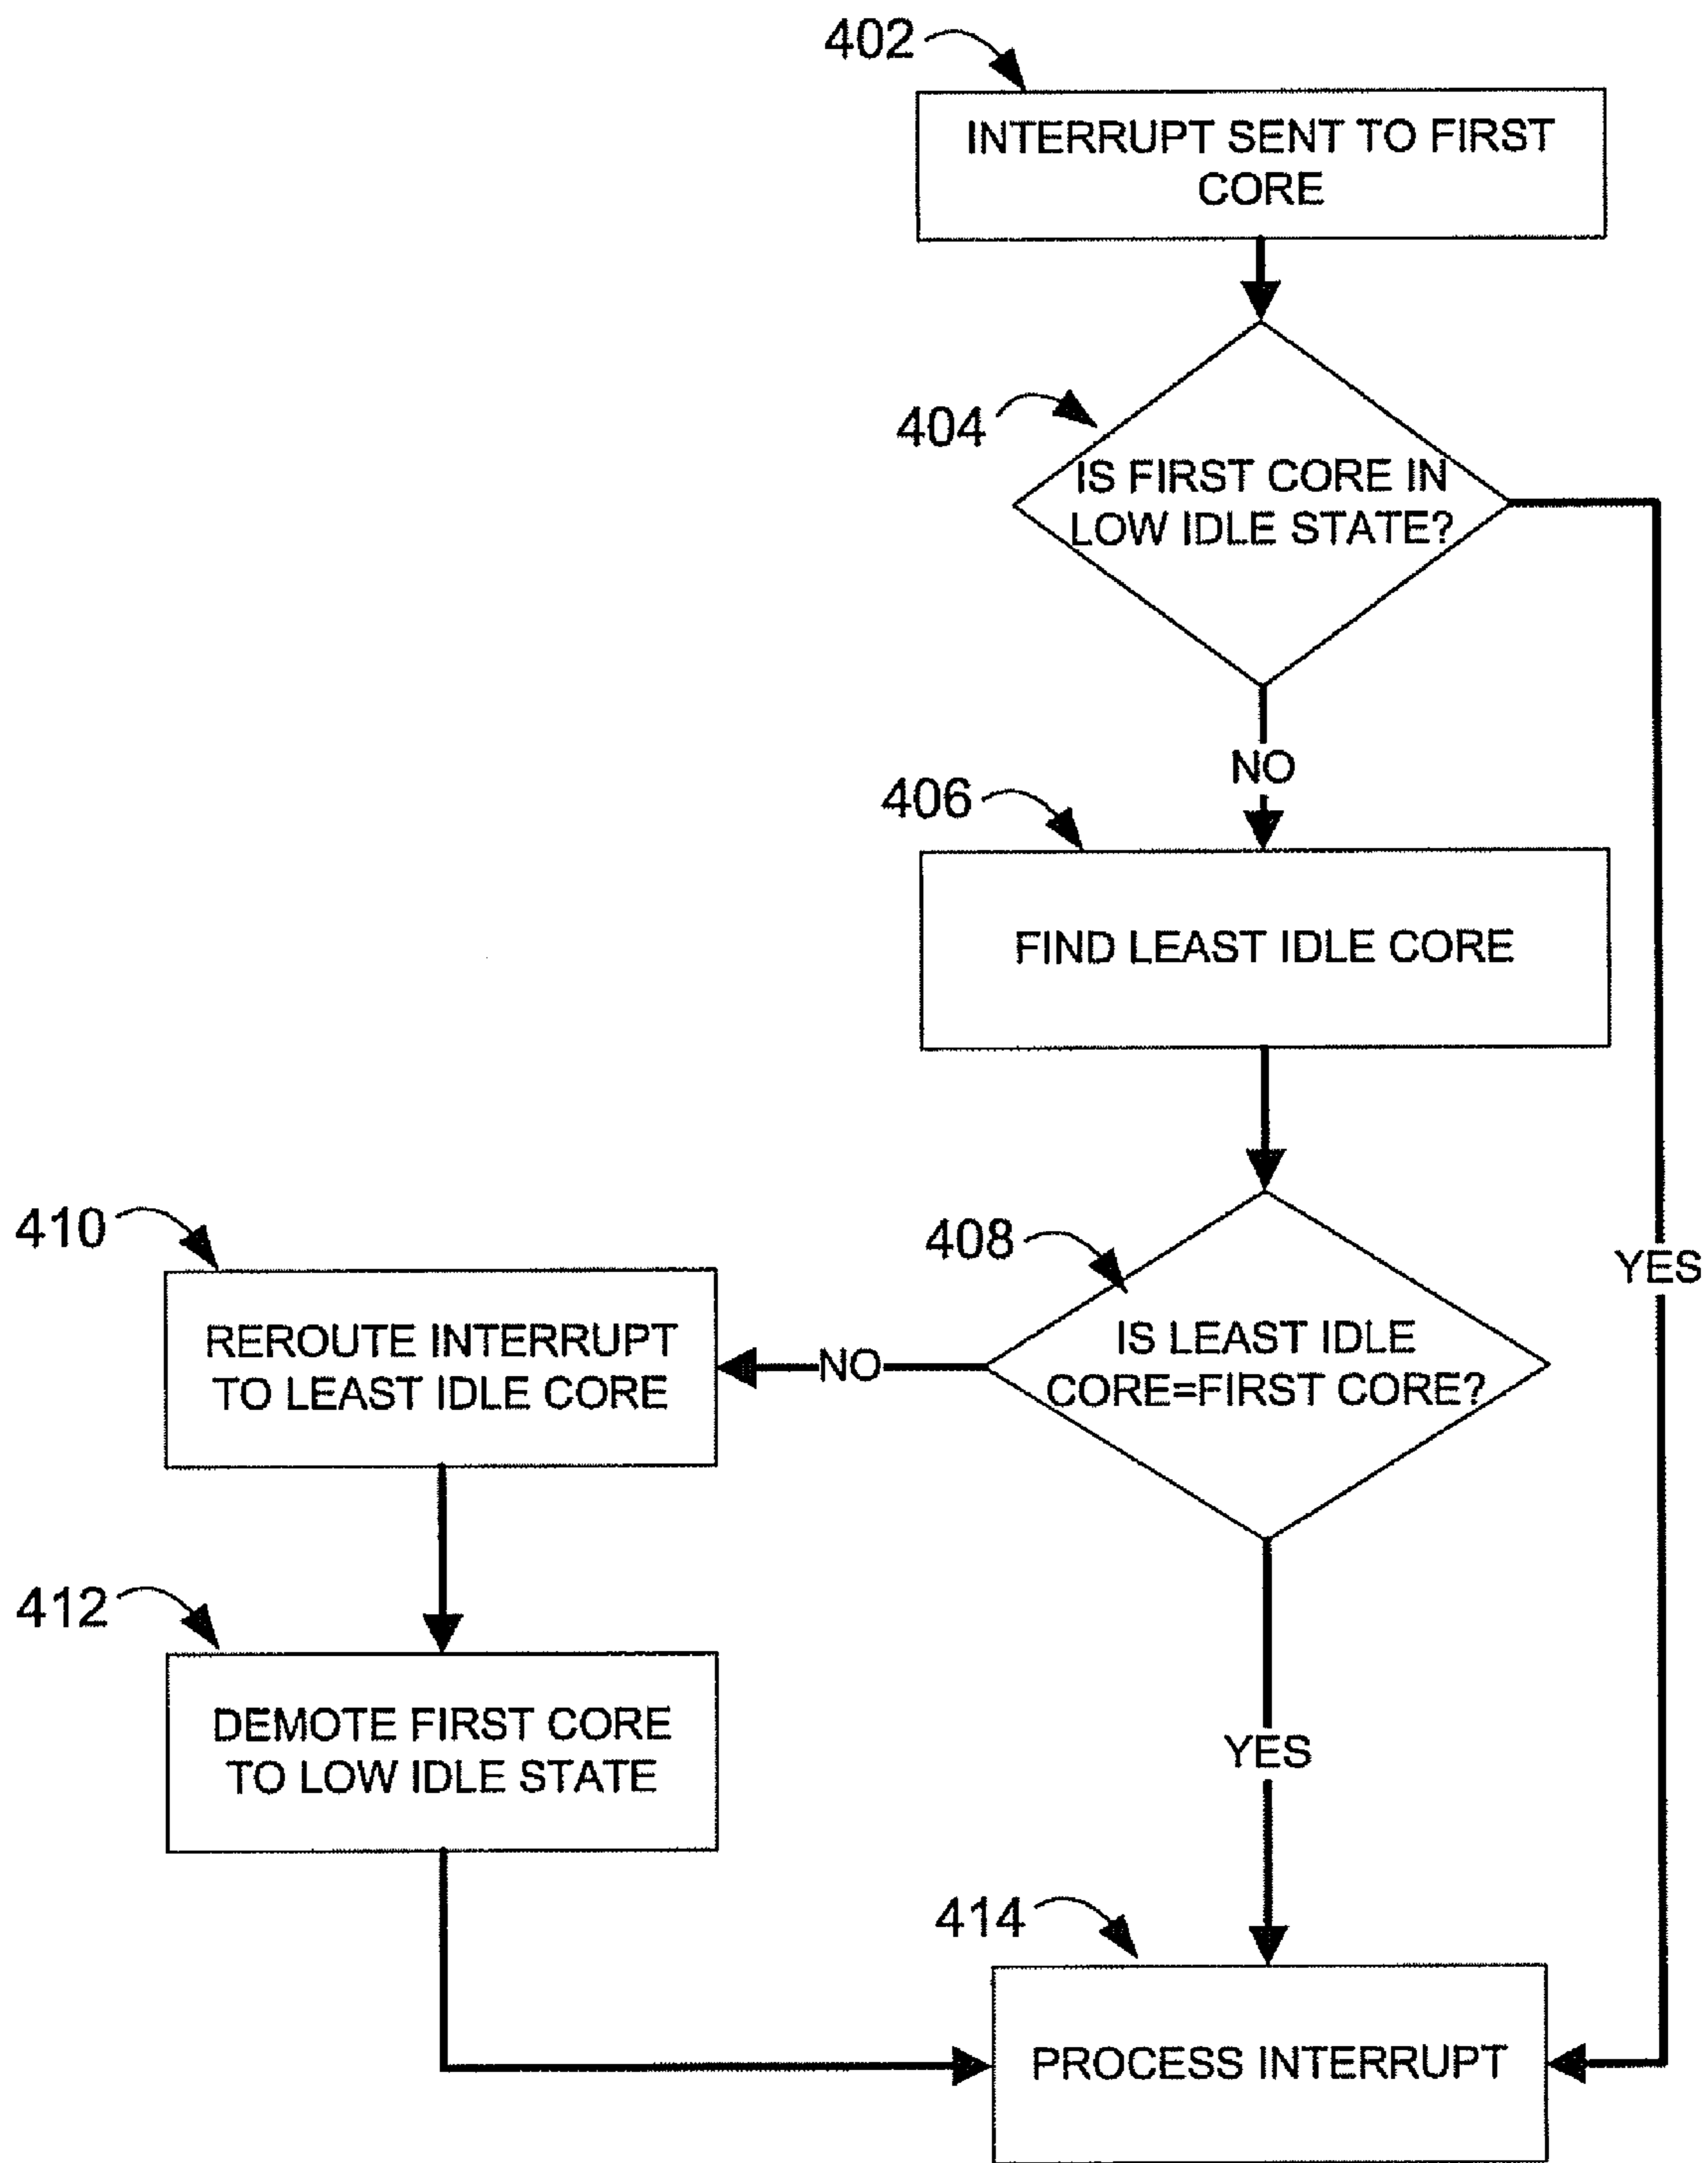 402
INTERRUPT SENT TO FIRST
CORE
404
IS FIRST CORE IN
LOW IDLE STATE?
NO
406
FIND LEAST IDLE CORE
YES
408
IS LEAST IDLE
CORE=FIRST CORE?
NO
410
REROUTE INTERRUPT
TO LEAST IDLE CORE
412
DEMOTE FIRST CORE
TO LOW IDLE STATE
YES
414
PROCESS INTERRUPT